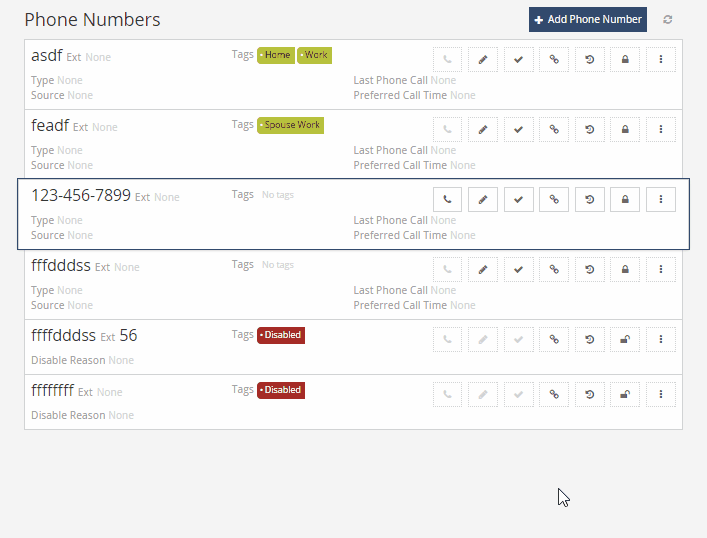 Phone Numbers
Add Phone Number
asdf Ext None Tags Home Work
Type None Last Phone Call None
Source None Preferred Call Time None
feadf Ext None Tags Spouse Work
Type None Last Phone Call None
Source None Preferred Call Time None
123-456-7899 Ext None Tags No tags
Type None Last Phone Call None
Source None Preferred Call Time None
fffdddss Ext None Tags No tags
Type None Last Phone Call None
Source None Preferred Call Time None
ffffdddss Ext 56 Tags Disabled
Disable Reason None
ffffffff Ext None Tags Disabled
Disable Reason None